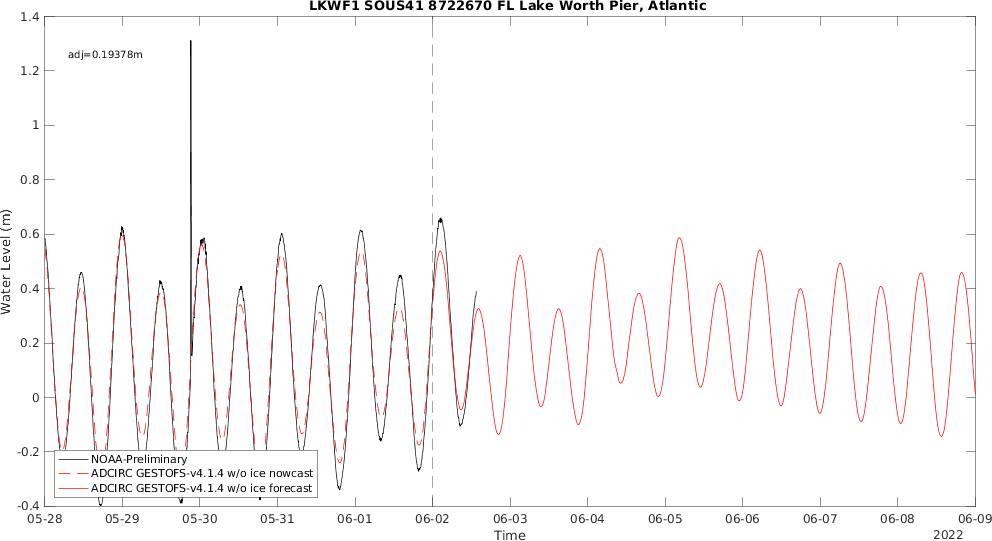 LKWF1 SOUS41 8722670 FL Lake Worth Pier, Atlantic
1.4
1.2
1
0.8
0.6
0.4
0.2
0
-0.2
-0.4
Water Level (m)
adj=0.19378m
NOAA-Preliminary
ADCIRC GESTOFS-v4.1.4 w/o ice nowcast
ADCIRC GESTOFS-v4.1.4 w/o ice forecast
05-28 05-29 05-30 05-31 06-01 06-02 06-03 06-04 06-05 06-06 06-07 06-08 06-09
Time
2022